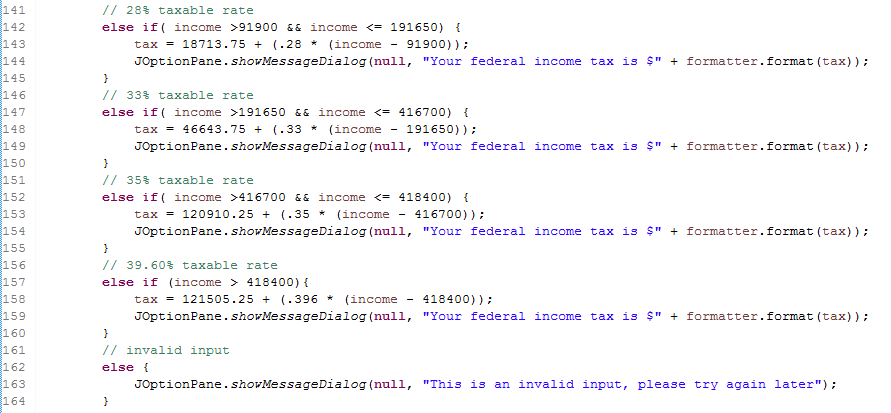 141 // 28% taxable rate
142 else if( income >91900 && income <= 191650) {
143 tax = 18713.75 + (.28 * (income - 91900));
144 JOptionPane.showMessageDialog(null, "Your federal income tax is $" + formatter.format(tax));
145 }
146 // 33% taxable rate
147 else if( income >191650 && income <= 416700) {
148 tax = 46643.75 + (.33 * (income - 191650));
149 JOptionPane.showMessageDialog(null, "Your federal income tax is $" + formatter.format(tax));
150 }
151 // 35% taxable rate
152 else if( income >416700 && income <= 418400) {
153 tax = 120910.25 + (.35 * (income - 416700));
154 JOptionPane.showMessageDialog(null, "Your federal income tax is $" + formatter.format(tax));
155 }
156 // 39.60% taxable rate
157 else if (income > 418400){
158 tax = 121505.25 + (.396 * (income - 418400));
159 JOptionPane.showMessageDialog(null, "Your federal income tax is $" + formatter.format(tax));
160 }
161 // invalid input
162 else {
163 JOptionPane.showMessageDialog(null, "This is an invalid input, please try again later");
164 }